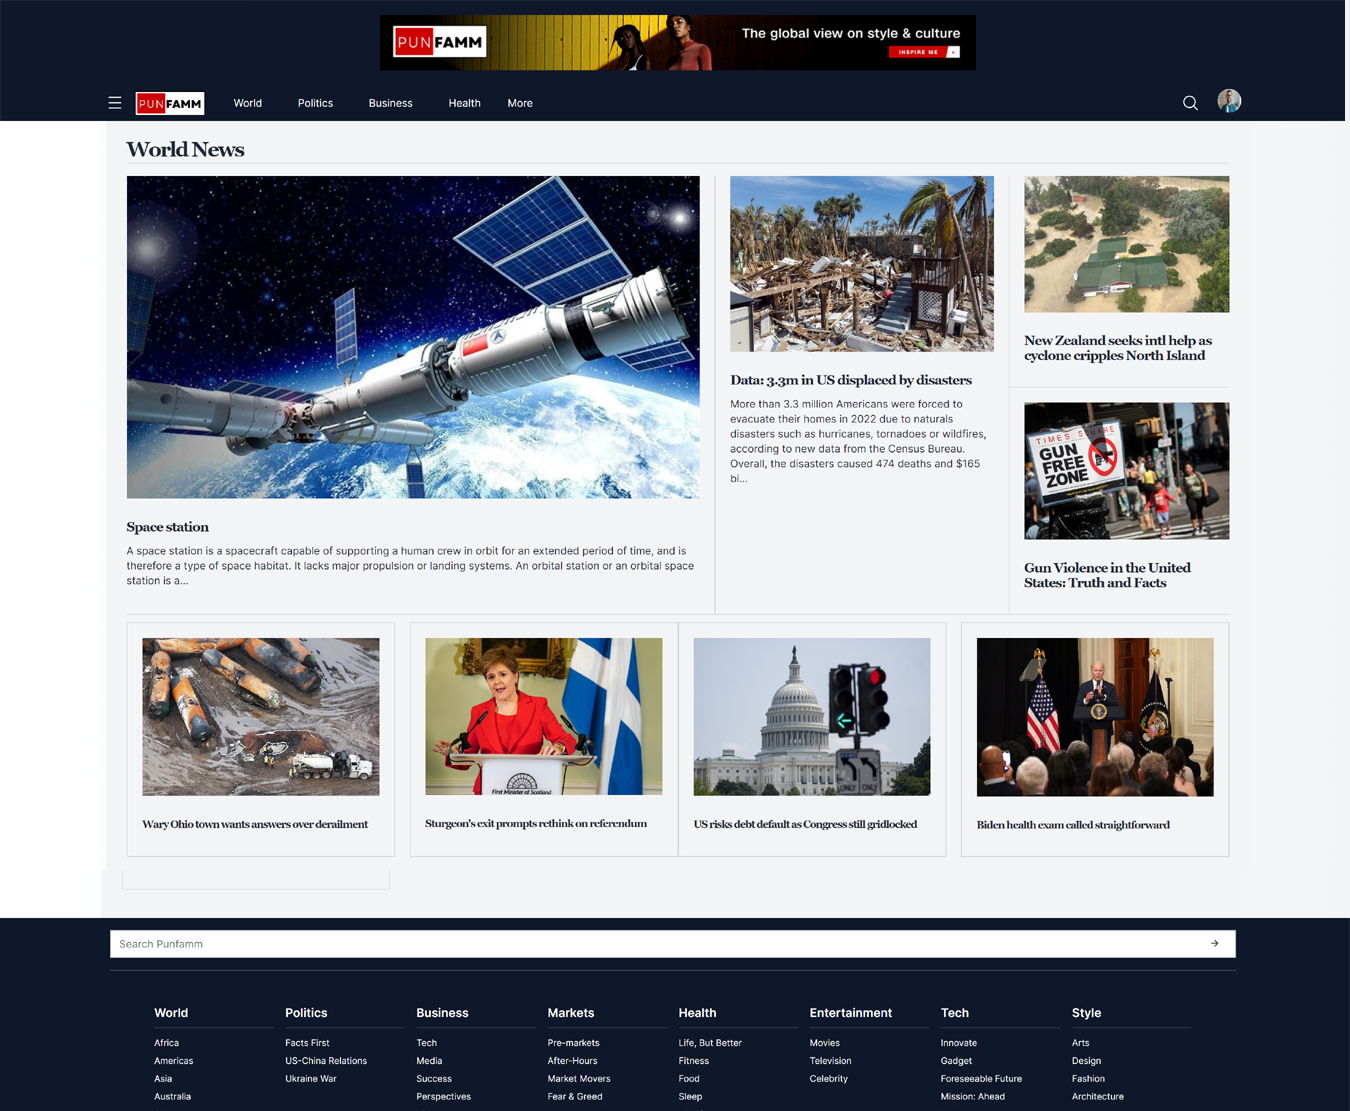 PUNFAMM
The global view on style & culture
INSPIRE ME
PUNFAMM
World
Politics
Business
Health
More
World News
Space station
A space station is a spacecraft capable of supporting a human crew in orbit for an extended period of time, and is
therefore a type of space habitat. It lacks major propulsion or landing systems. An orbital station or an orbital space
station is a...
Data: 3.3m in US displaced by disasters
More than 3.3 million Americans were forced to
evacuate their homes in 2022 due to naturals
disasters such as hurricanes, tornadoes or wildfires,
according to new data from the Census Bureau.
Overall, the disasters caused 474 deaths and $165
bi...
New Zealand seeks intl help as
cyclone cripples North Island
TIMES SQUARE
GUN
FREE
ZONE
Gun Violence in the United
States: Truth and Facts
Wary Ohio town wants answers over derailment
First Minister of Scotland
Sturgeon's exit prompts rethink on referendum
ONLY
ONLY
US risks debt default as Congress still gridlocked
Biden health exam called straightforward
Search Punfamm
World
Africa
Americas
Asia
Australia
Politics
Facts First
US-China Relations
Ukraine War
Business
Tech
Media
Success
Perspectives
Markets
Pre-markets
After-Hours
Market Movers
Fear & Greed
Health
Life, But Better
Fitness
Food
Sleep
Entertainment
Movies
Television
Celebrity
Tech
Innovate
Gadget
Foreseeable Future
Mission: Ahead
Style
Arts
Design
Fashion
Architecture